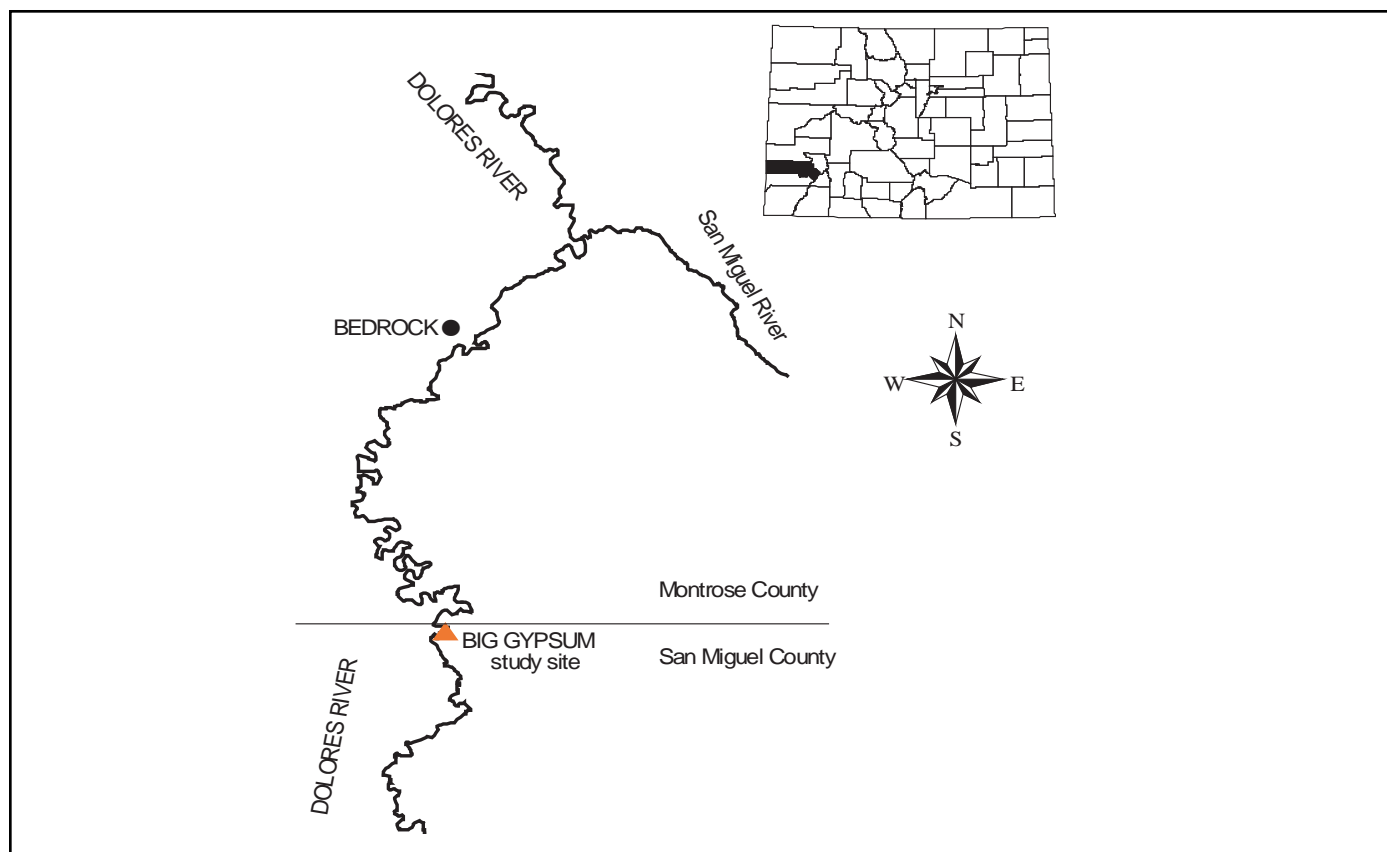 DOLORES RIVER
San Miguel River
BEDROCK
N
W
E
S
Montrose County
BIG GYPSUM
study site
San Miguel County
DOLORES RIVER